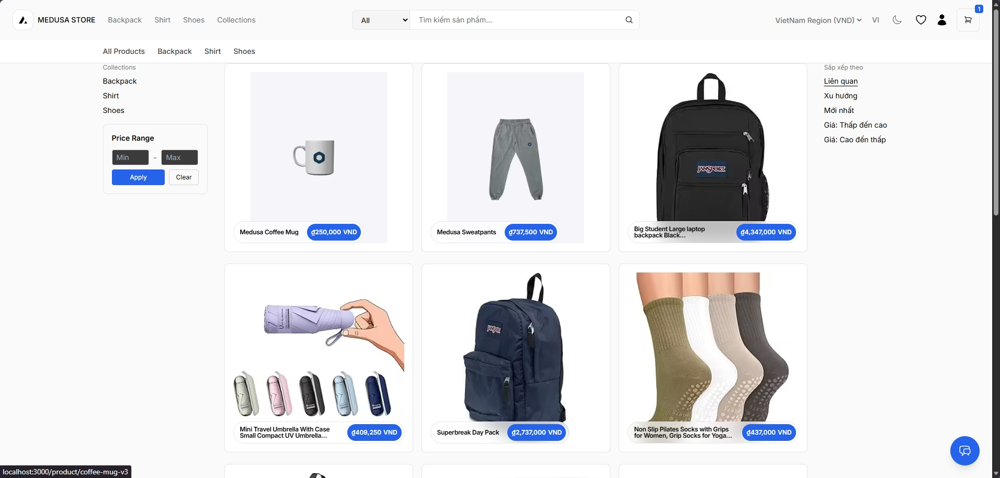 MEDUSA STORE
Backpack
Shirt
Shoes
Collections
All
Tìm kiếm sản phẩm...
VietNam Region (VND)
VI
1
All Products
Backpack
Shirt
Shoes
Collections
Backpack
Shirt
Shoes
Price Range
Min
-
Max
Apply
Clear
Medusa Coffee Mug
₫250,000 VND
Medusa Sweatpants
₫737,500 VND
JANSPORT
Big Student Large laptop
backpack Black...
₫4,347,000 VND
Sắp xếp theo
Liên quan
Xu hướng
Mới nhất
Giá: Thấp đến cao
Giá: Cao đến thấp
Mini Travel Umbrella With Case
Small Compact UV Umbrella...
₫409,250 VND
JANSPORT
Superbreak Day Pack
₫2,737,000 VND
Non Slip Pilates Socks with Grips
for Women, Grip Socks for Yoga...
₫437,000 VND
localhost:3000/product/coffee-mug-v3